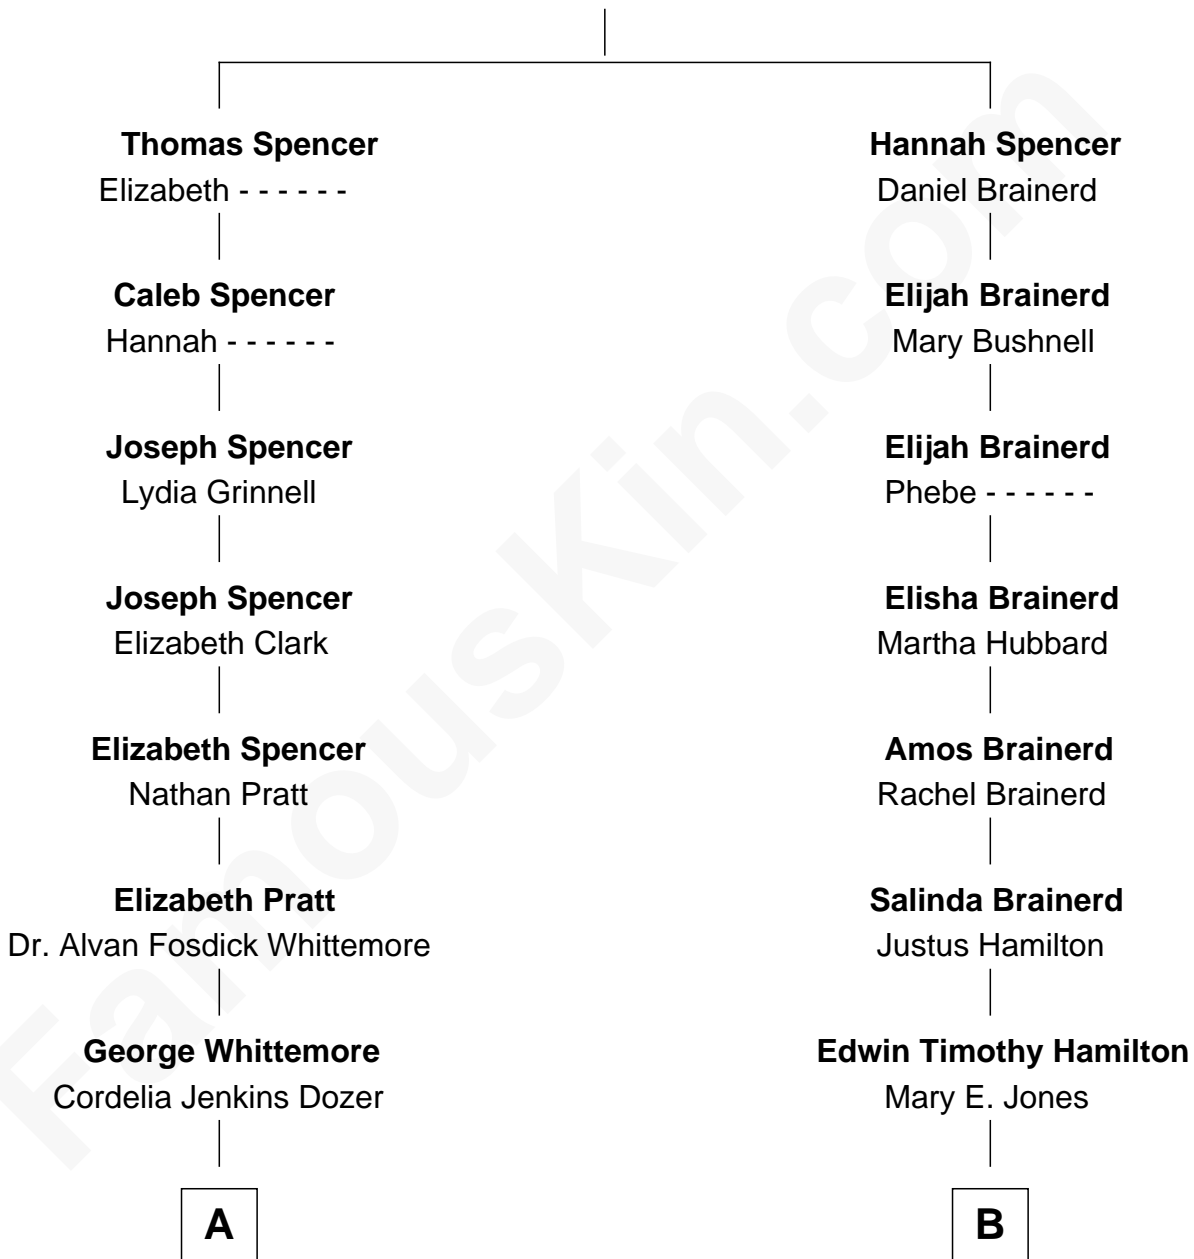 Thomas Spencer
Elizabeth - - - - - -
Caleb Spencer
Hannah - - - - - -
Joseph Spencer
Lydia Grinnell
Joseph Spencer
Elizabeth Clark
Elizabeth Spencer
Nathan Pratt
Elizabeth Pratt
Dr. Alvan Fosdick Whittemore
George Whittemore
Cordelia Jenkins Dozer
A
Hannah Spencer
Daniel Brainerd
Elijah Brainerd
Mary Bushnell
Elijah Brainerd
Phebe - - - - - -
Elisha Brainerd
Martha Hubbard
Amos Brainerd
Rachel Brainerd
Salinda Brainerd
Justus Hamilton
Edwin Timothy Hamilton
Mary E. Jones
B
FamousKin.com